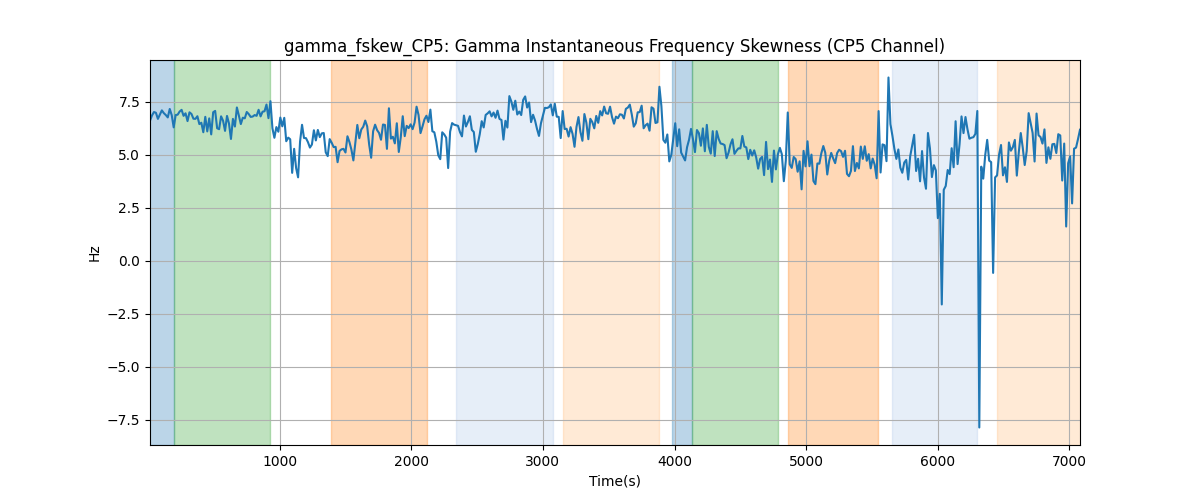 gamma_fskew_CP5: Gamma Instantaneous Frequency Skewness (CP5 Channel)
Hz
7.5
5.0
2.5
0.0
−2.5
−5.0
−7.5
1000 2000 3000 4000 5000 6000 7000
Time(s)